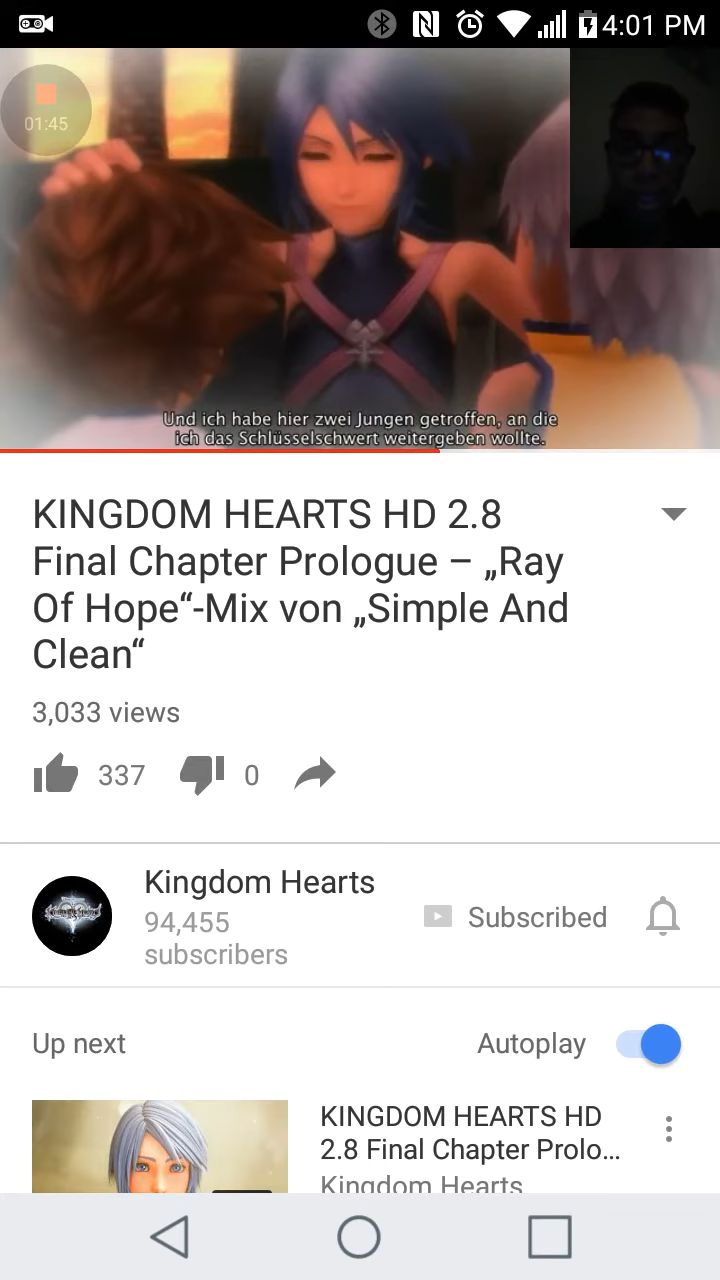 4:01 PM
01:45
Und ich habe hier zwei Jungen getroffen, an die
ich das Schlüsselschwert weitergeben wollte.
KINGDOM HEARTS HD 2.8
Final Chapter Prologue – „Ray
Of Hope“-Mix von „Simple And
Clean“
3,033 views
337 0
Kingdom Hearts
94,455
subscribers
Subscribed
Up next
Autoplay
KINGDOM HEARTS HD
2.8 Final Chapter Prolo...
Kingdom Hearts